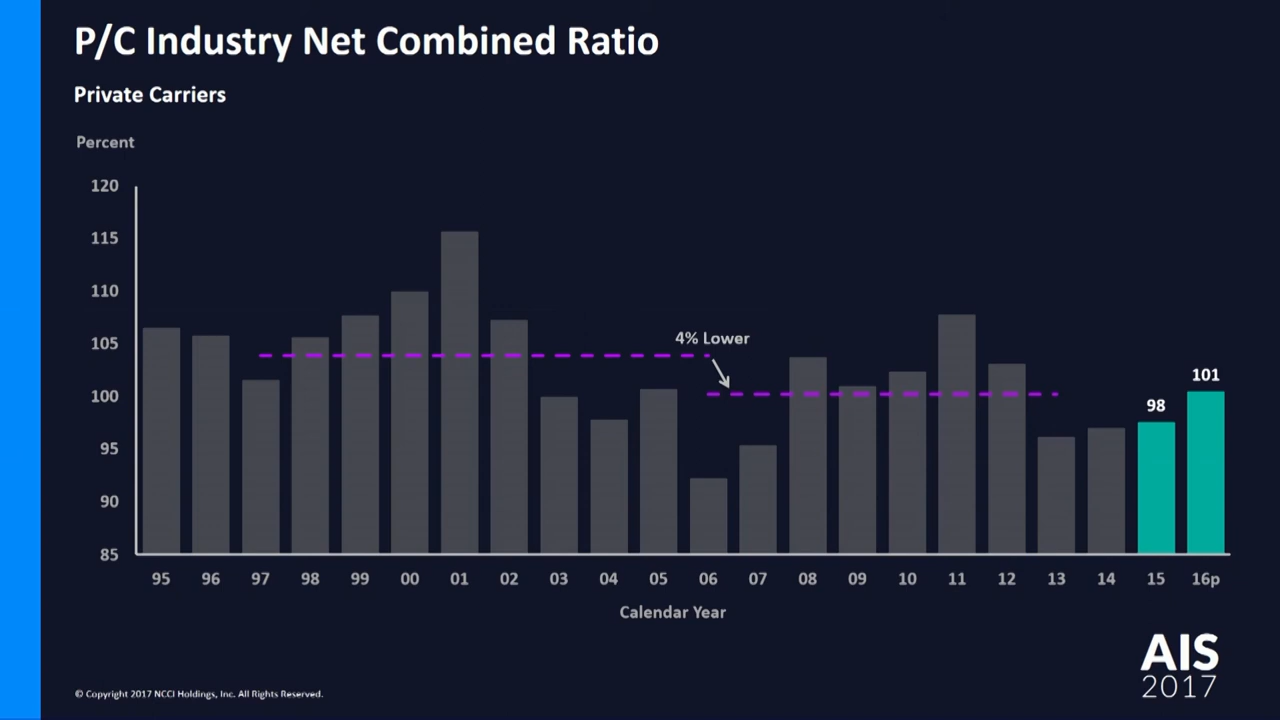 P/C Industry Net Combined Ratio
Private Carriers
Percent
120
115
110
105
100
95
90
85
4% Lower
98
101
95 96 97 98 99 00 01 02 03 04 05 06 07 08 09 10 11 12 13 14 15 16p
Calendar Year
AIS
2017
© Copyright 2017 NCCI Holdings, Inc. All Rights Reserved.